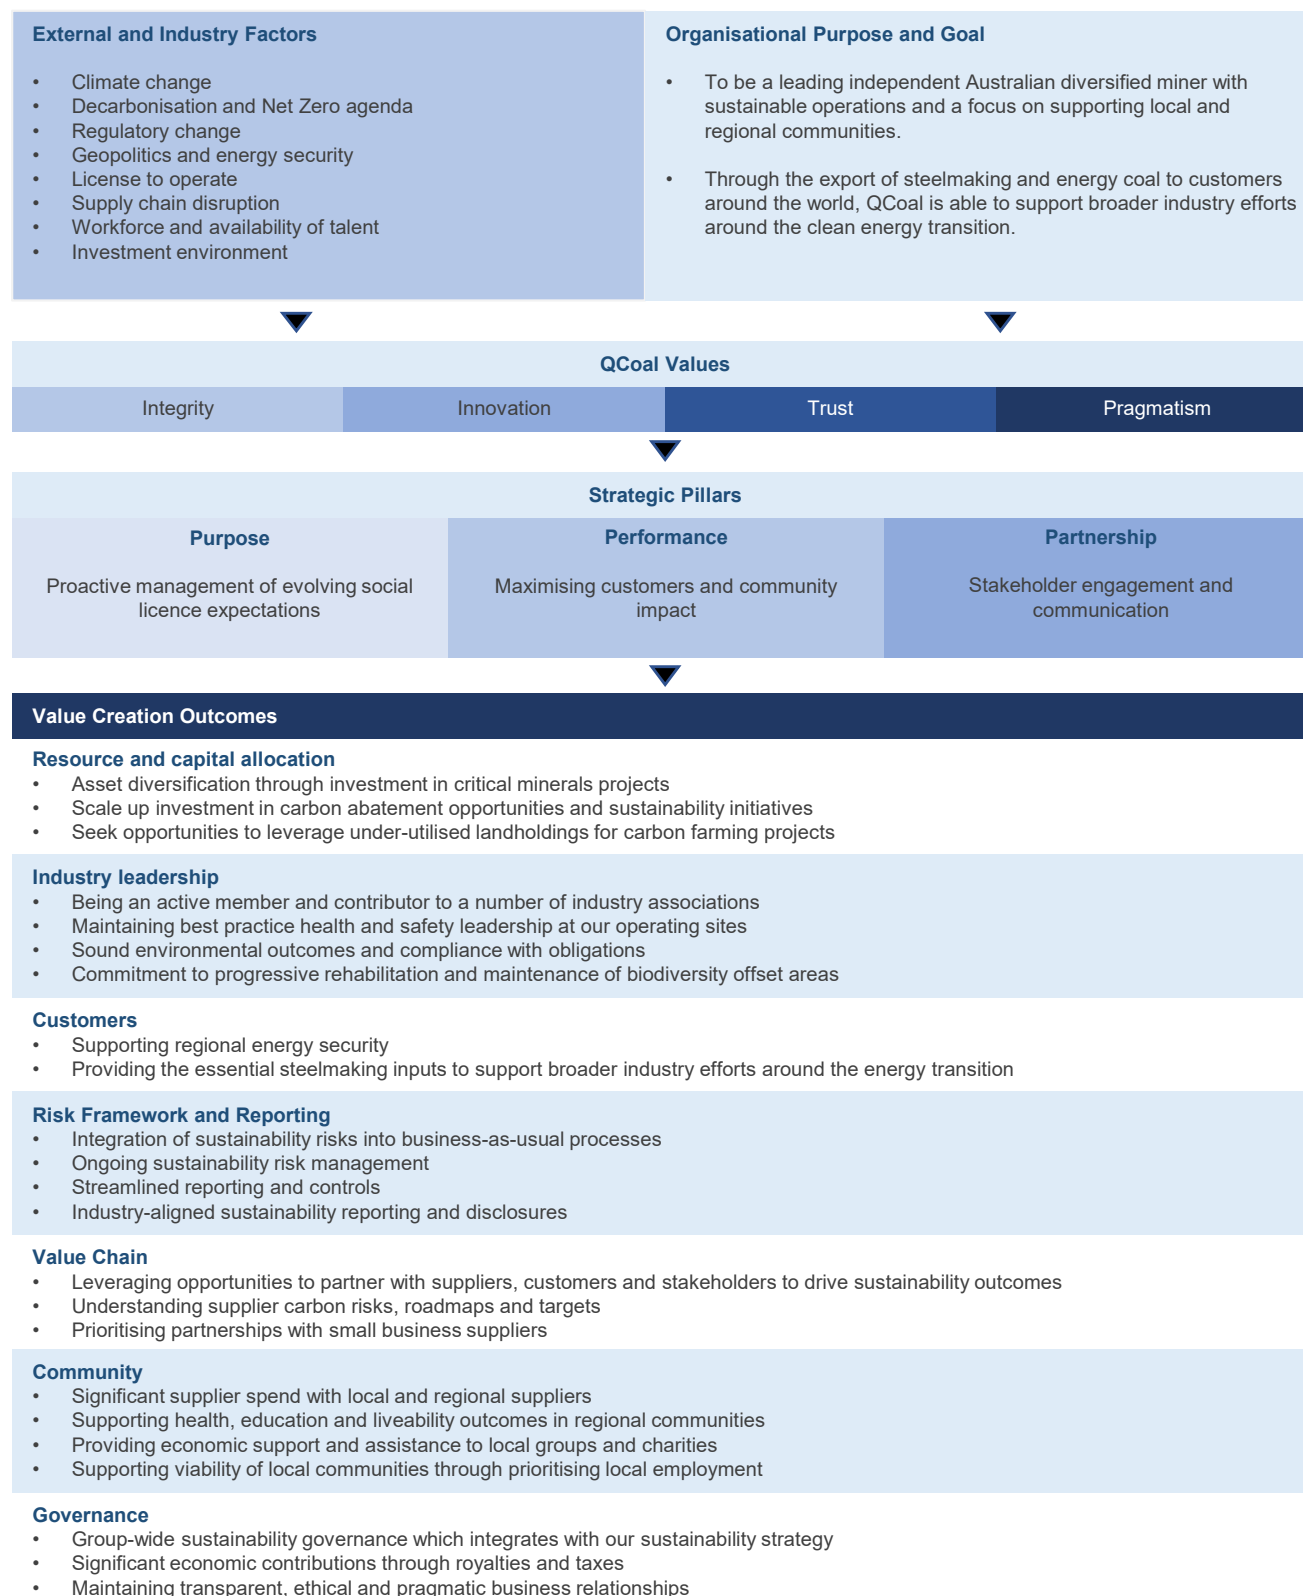 External and Industry Factors
• Climate change
• Decarbonisation and Net Zero agenda
• Regulatory change
• Geopolitics and energy security
• License to operate
• Supply chain disruption
• Workforce and availability of talent
• Investment environment
Organisational Purpose and Goal
• To be a leading independent Australian diversified miner with
sustainable operations and a focus on supporting local and
regional communities.
• Through the export of steelmaking and energy coal to customers
around the world, QCoal is able to support broader industry efforts
around the clean energy transition.
QCoal Values
Integrity
Innovation
Trust
Pragmatism
Strategic Pillars
Purpose
Proactive management of evolving social
licence expectations
Performance
Maximising customers and community
impact
Partnership
Stakeholder engagement and
communication
Value Creation Outcomes
Resource and capital allocation
• Asset diversification through investment in critical minerals projects
• Scale up investment in carbon abatement opportunities and sustainability initiatives
• Seek opportunities to leverage under-utilised landholdings for carbon farming projects
Industry leadership
• Being an active member and contributor to a number of industry associations
• Maintaining best practice health and safety leadership at our operating sites
• Sound environmental outcomes and compliance with obligations
• Commitment to progressive rehabilitation and maintenance of biodiversity offset areas
Customers
• Supporting regional energy security
• Providing the essential steelmaking inputs to support broader industry efforts around the energy transition
Risk Framework and Reporting
• Integration of sustainability risks into business-as-usual processes
• Ongoing sustainability risk management
• Streamlined reporting and controls
• Industry-aligned sustainability reporting and disclosures
Value Chain
• Leveraging opportunities to partner with suppliers, customers and stakeholders to drive sustainability outcomes
• Understanding supplier carbon risks, roadmaps and targets
• Prioritising partnerships with small business suppliers
Community
• Significant supplier spend with local and regional suppliers
• Supporting health, education and liveability outcomes in regional communities
• Providing economic support and assistance to local groups and charities
• Supporting viability of local communities through prioritising local employment
Governance
• Group-wide sustainability governance which integrates with our sustainability strategy
• Significant economic contributions through royalties and taxes
• Maintaining transparent, ethical and pragmatic business relationships